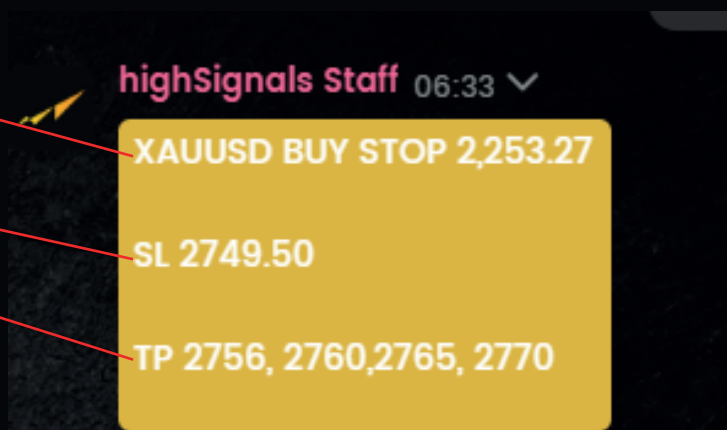 highSignals Staff 06:33
XAUUSD BUY STOP 2,253.27
SL 2749.50
TP 2756, 2760,2765, 2770